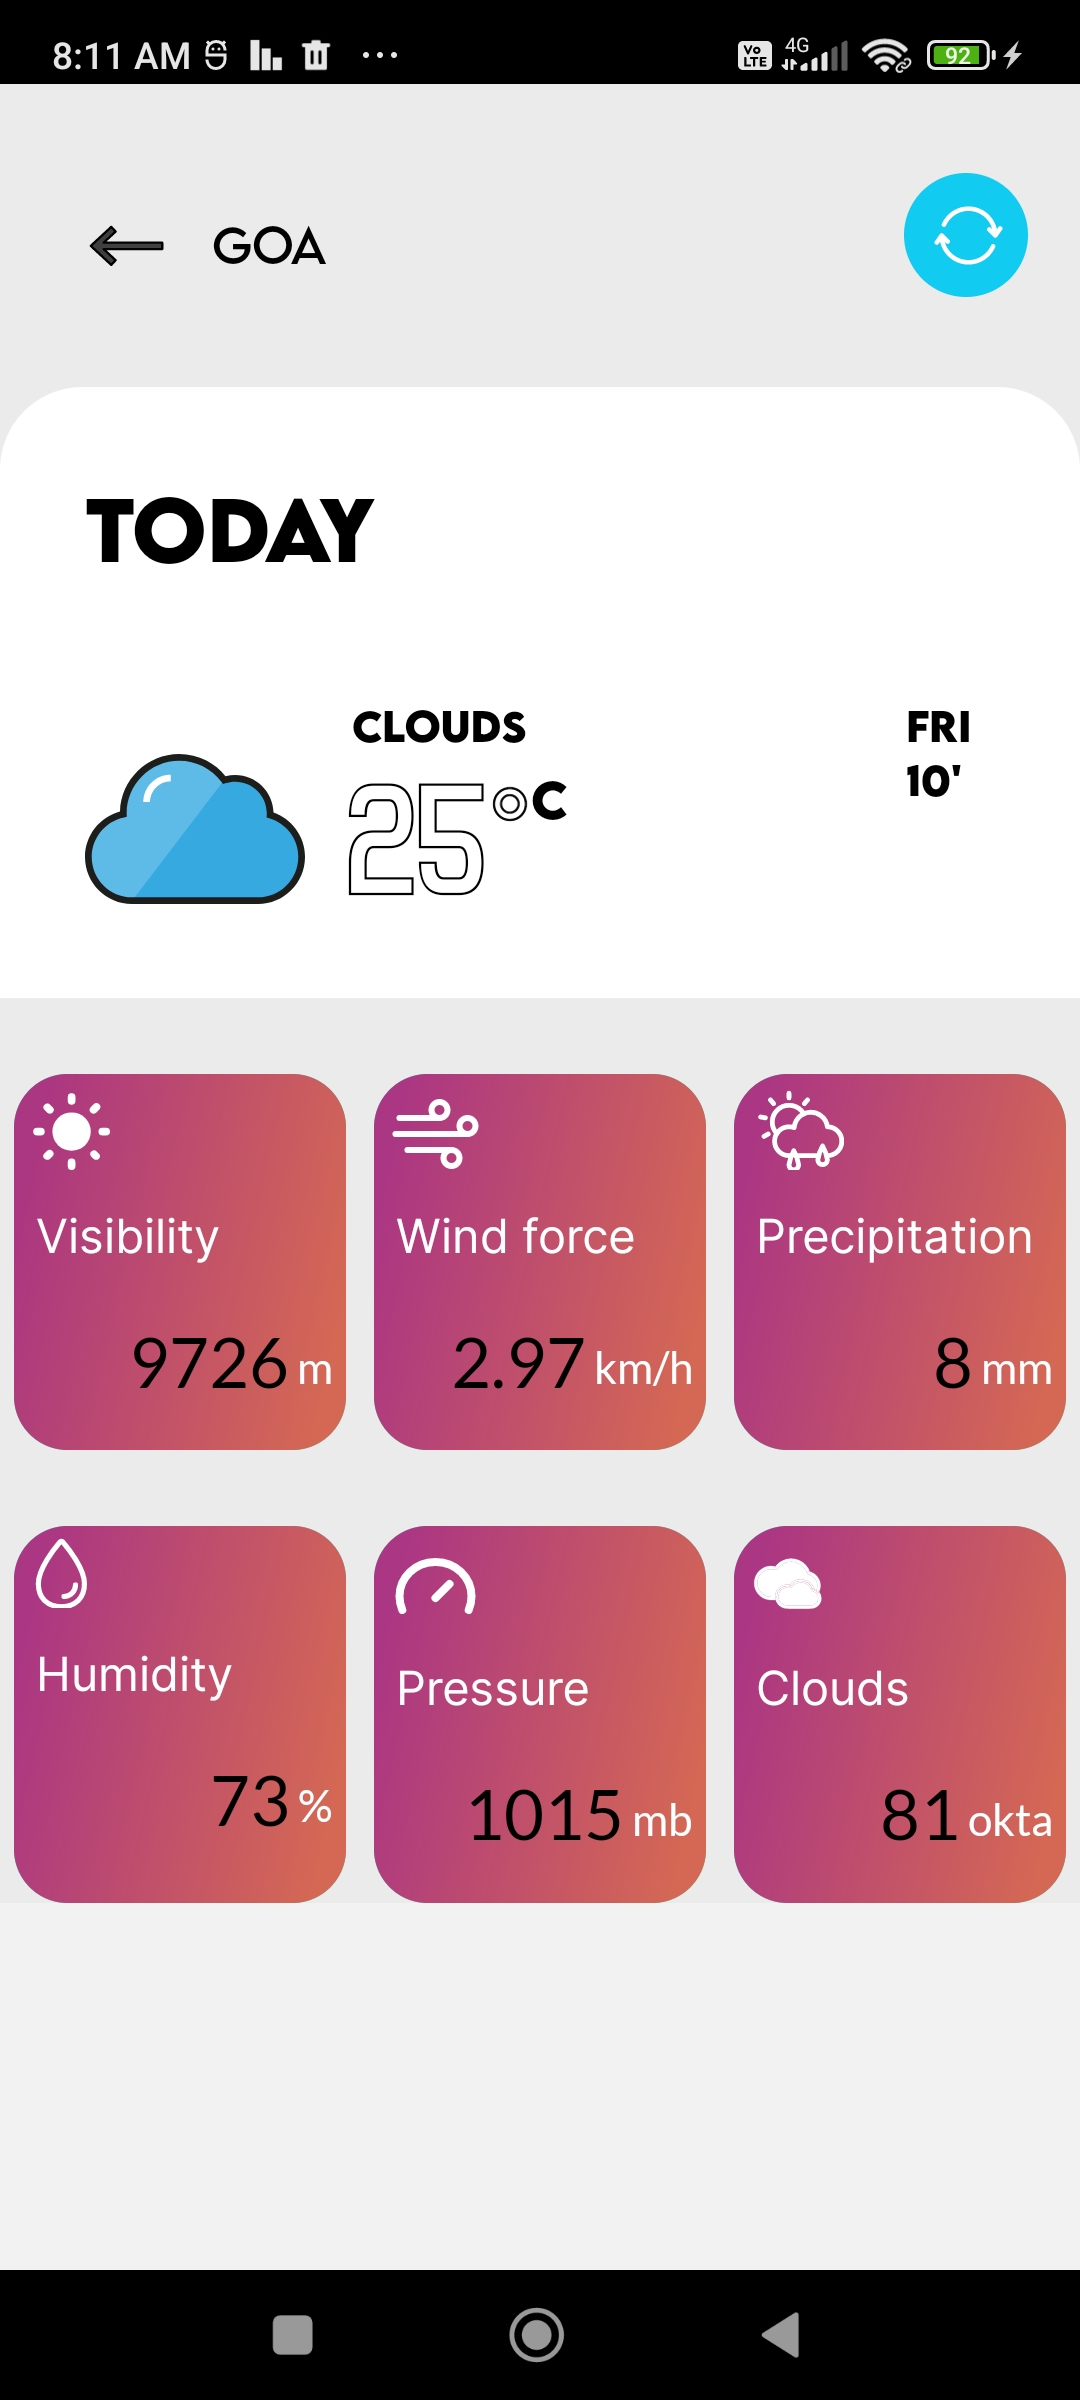 8:11 AM
Vo LTE 4G 92
GOA
TODAY
CLOUDS
25°C
FRI
10'
Visibility
9726 m
Wind force
2.97 km/h
Precipitation
8 mm
Humidity
73 %
Pressure
1015 mb
Clouds
81 okta